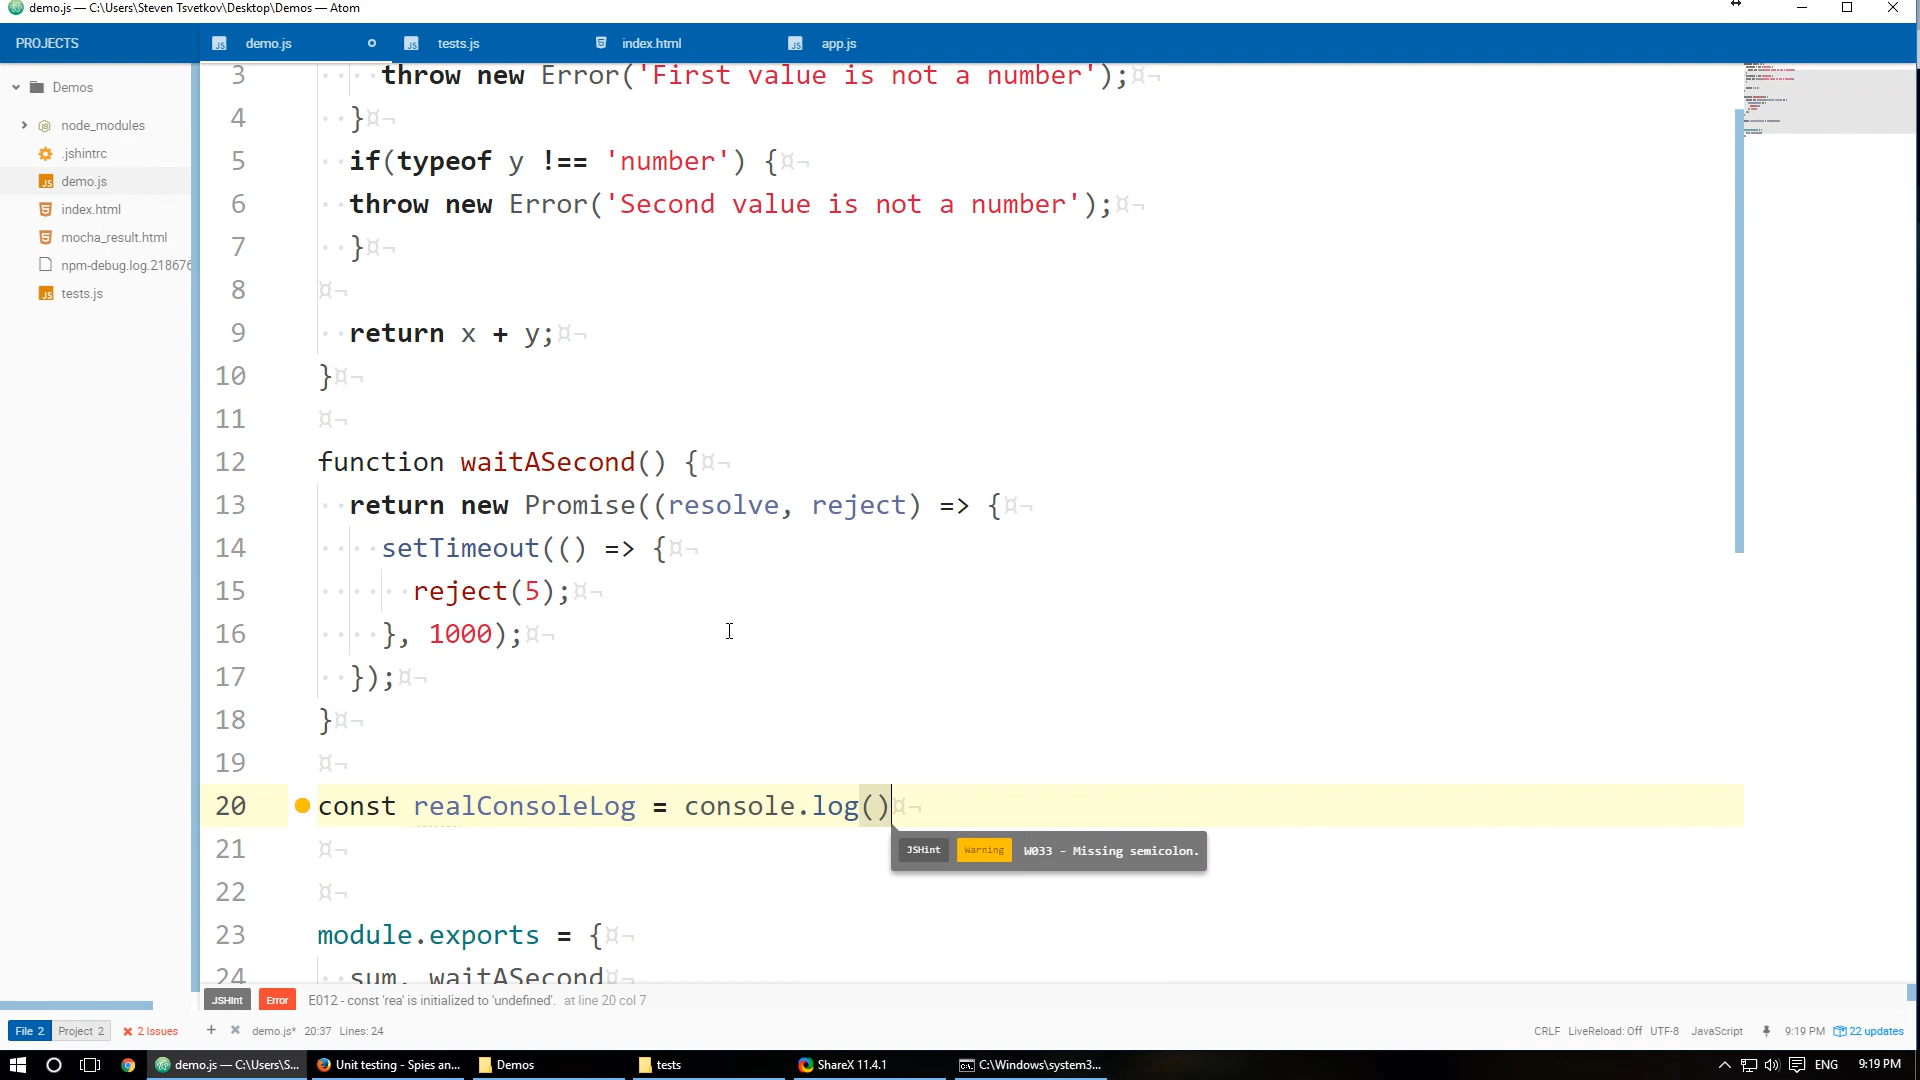 demo.js — C:\Users\Steven Tsvetkov\Desktop\Demos — Atom
PROJECTS
demo.js
tests.js
index.html
app.js
Demos
node_modules
.jshintrc
demo.js
index.html
mocha_result.html
npm-debug.log.218676
tests.js
3 throw new Error('First value is not a number');
4 }
5 if(typeof y !== 'number') {
6 throw new Error('Second value is not a number');
7 }
8
9 return x + y;
10 }
11
12 function waitASecond() {
13 return new Promise((resolve, reject) => {
14 setTimeout(() => {
15 reject(5);
16 }, 1000);
17 });
18 }
19
20 const realConsoleLog = console.log()
JSHint Warning W033 - Missing semicolon.
21
22
23 module.exports = {
24 sum, waitASecond
JSHint Error E012 - const 'rea' is initialized to 'undefined'. at line 20 col 7
File 2 Project 2 2 Issues + demo.js* 20:37 Lines: 24
CRLF LiveReload: Off UTF-8 JavaScript 9:19 PM 22 updates
demo.js — C:\Users\S...
Unit testing - Spies an...
Demos
tests
ShareX 11.4.1
C:\Windows\system3...
ENG
9:19 PM